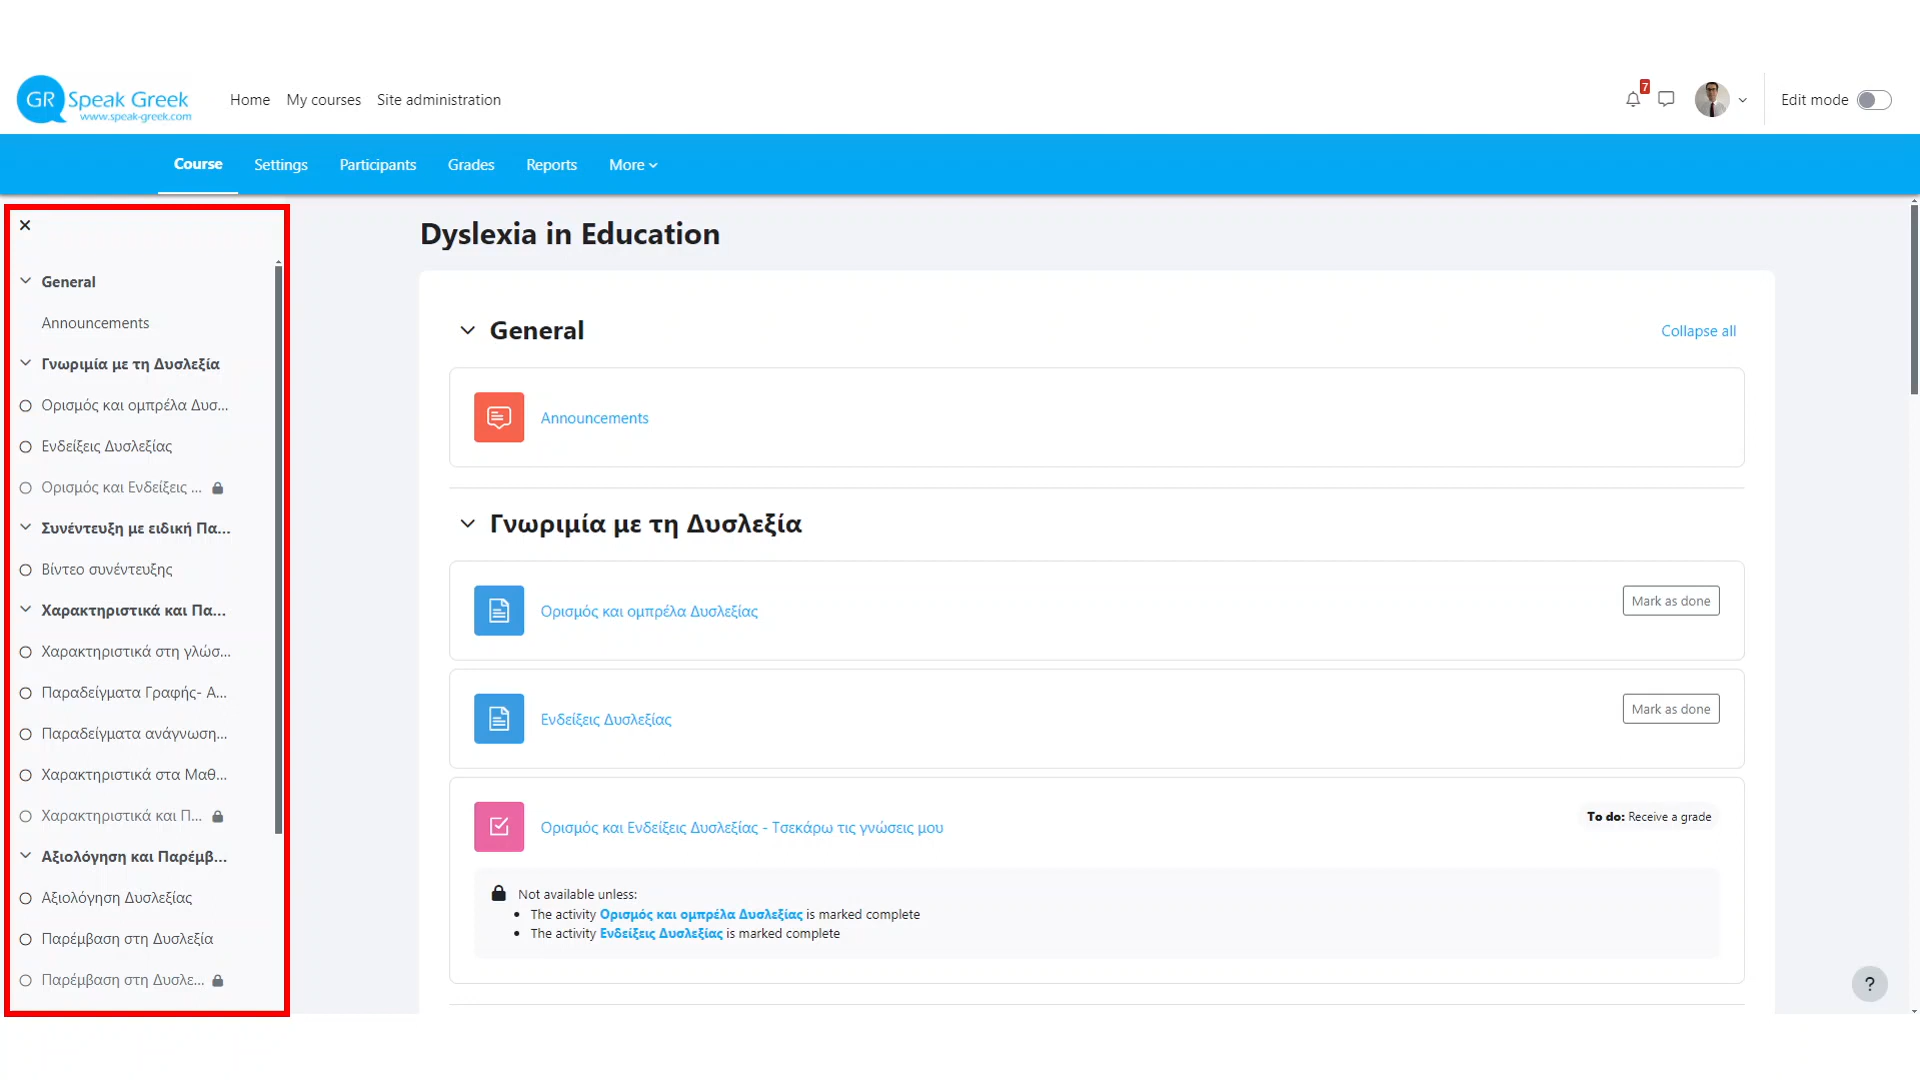 GR Speak Greek
www.speak-greek.com
Home My courses Site administration
7
Edit mode
Course Settings Participants Grades Reports More
General
Announcements
Γνωριμία με τη Δυσλεξία
Ορισμός και ομπρέλα Δυσ...
Ενδείξεις Δυσλεξίας
Ορισμός και Ενδείξεις ...
Συνέντευξη με ειδική Πα...
Βίντεο συνέντευξης
Χαρακτηριστικά και Πα...
Χαρακτηριστικά στη γλώσ...
Παραδείγματα Γραφής- Α...
Παραδείγματα ανάγνωση...
Χαρακτηριστικά στα Μαθ...
Χαρακτηριστικά και Π...
Αξιολόγηση και Παρέμβ...
Αξιολόγηση Δυσλεξίας
Παρέμβαση στη Δυσλεξία
Παρέμβαση στη Δυσλε...
Dyslexia in Education
General
Collapse all
Announcements
Γνωριμία με τη Δυσλεξία
Ορισμός και ομπρέλα Δυσλεξίας
Mark as done
Ενδείξεις Δυσλεξίας
Mark as done
Ορισμός και Ενδείξεις Δυσλεξίας - Τσεκάρω τις γνώσεις μου
To do: Receive a grade
Not available unless:
• The activity Ορισμός και ομπρέλα Δυσλεξίας is marked complete
• The activity Ενδείξεις Δυσλεξίας is marked complete
?